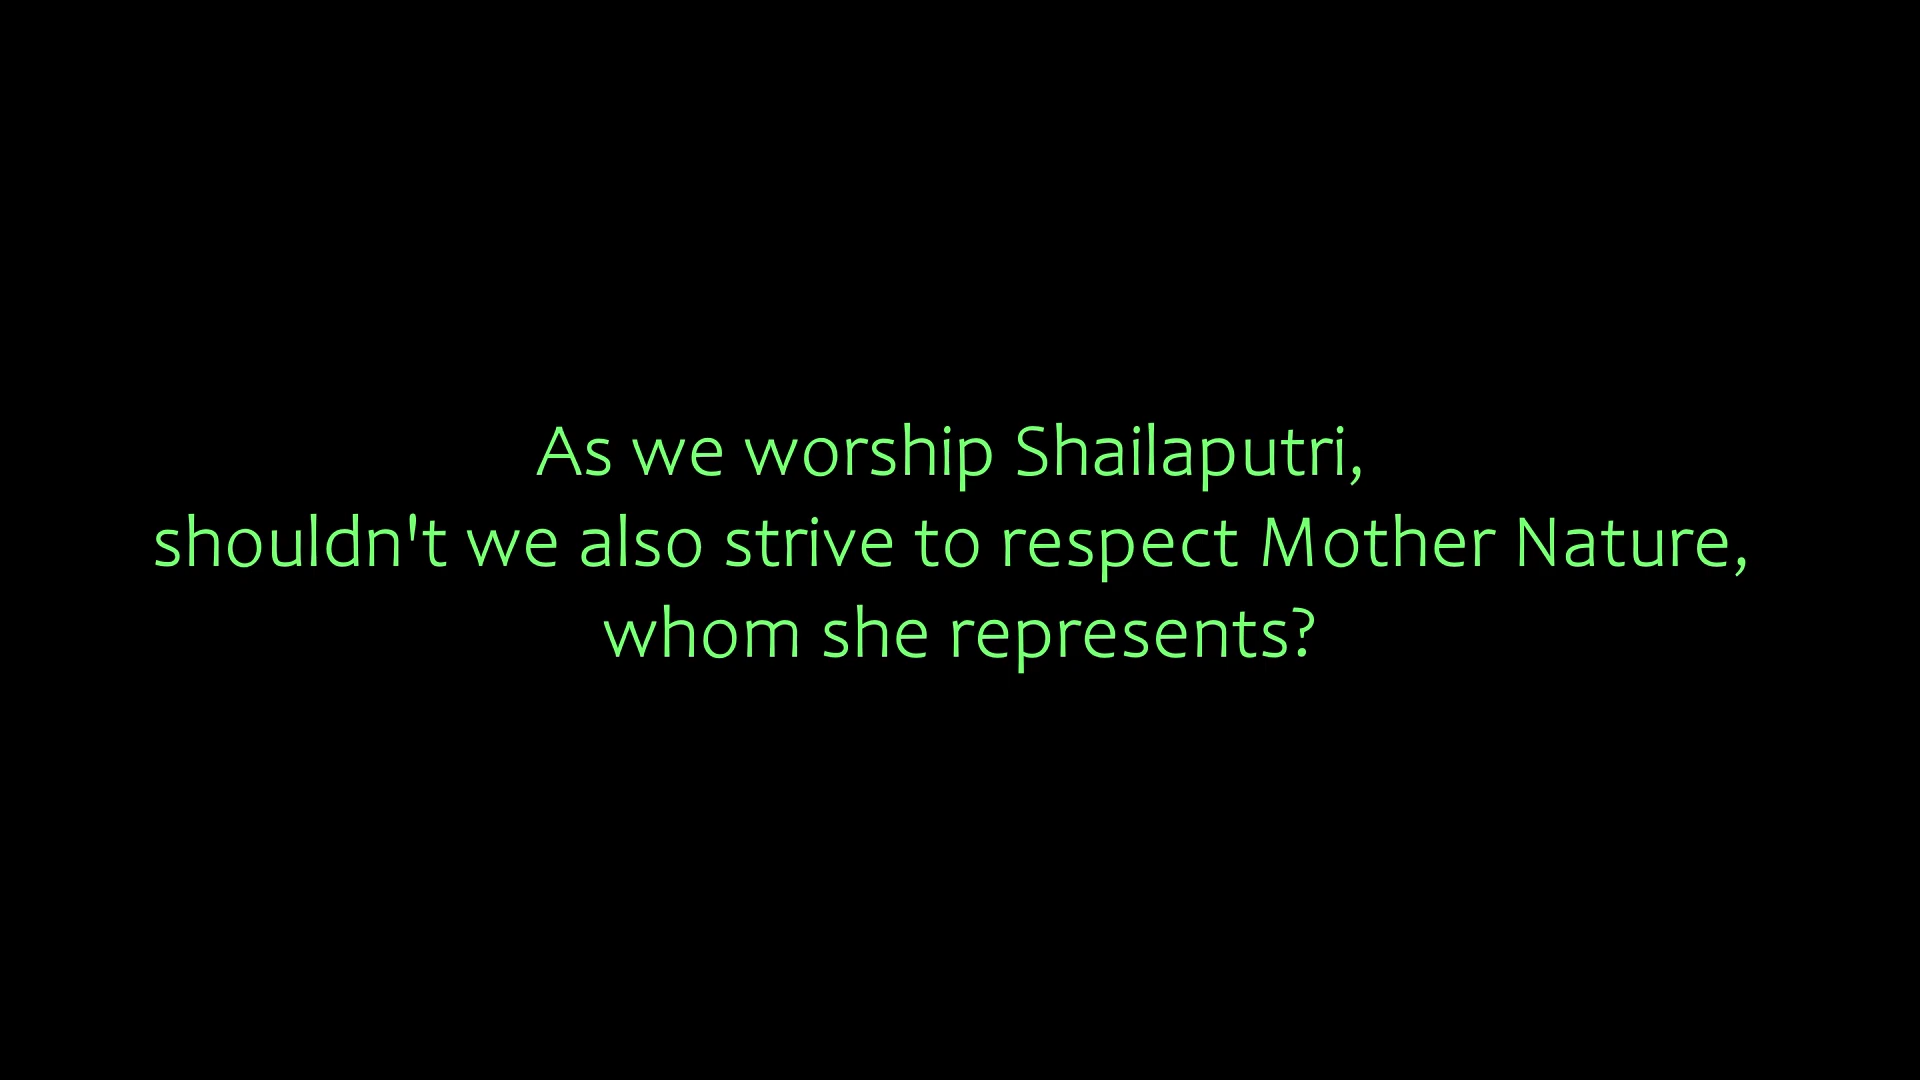 As we worship Shailaputri,
shouldn't we also strive to respect Mother Nature,
whom she represents?